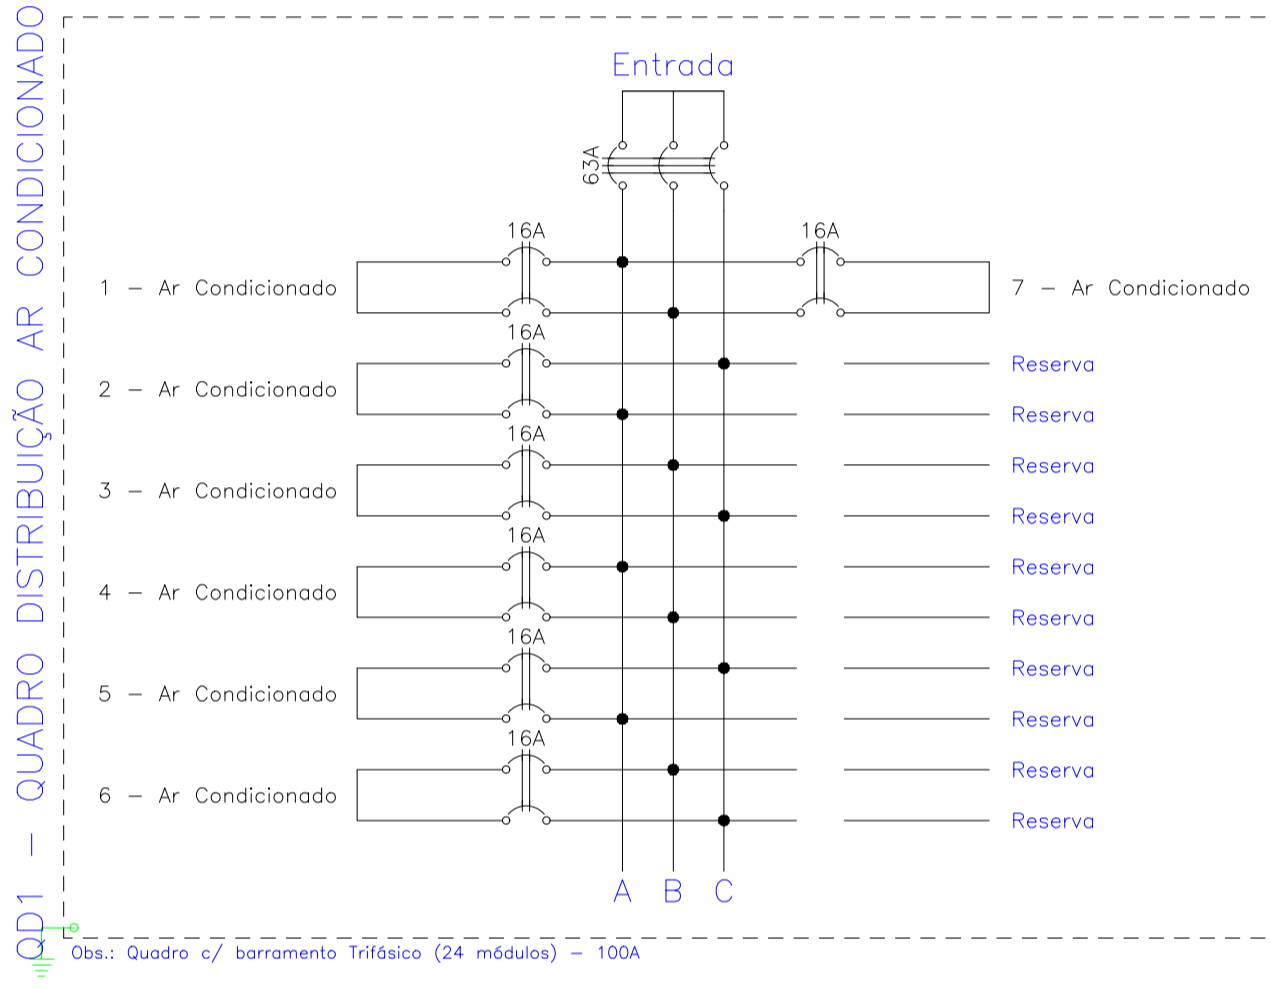 QD1 – QUADRO DISTRIBUIÇÃO AR CONDICIONADO
Entrada
63A
16A
16A
1 – Ar Condicionado
7 – Ar Condicionado
16A
Reserva
2 – Ar Condicionado
Reserva
16A
Reserva
3 – Ar Condicionado
Reserva
16A
Reserva
4 – Ar Condicionado
Reserva
16A
Reserva
5 – Ar Condicionado
Reserva
16A
Reserva
6 – Ar Condicionado
Reserva
A B C
Obs.: Quadro c/ barramento Trifásico (24 módulos) – 100A